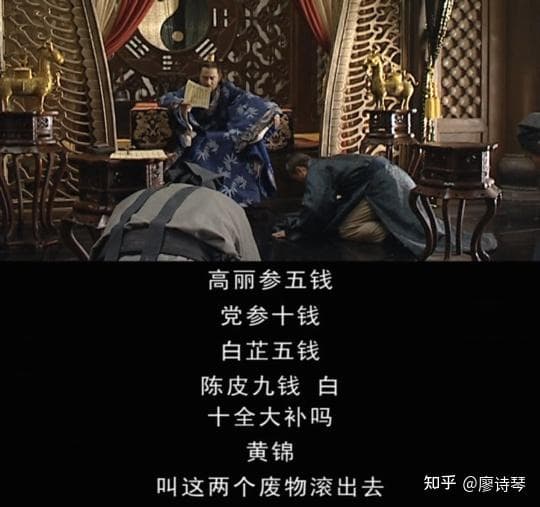 高丽参五钱
党参十钱
白芷五钱
陈皮九钱 白
十全大补吗
黄锦
叫这两个废物滚出去
知乎 @廖诗琴